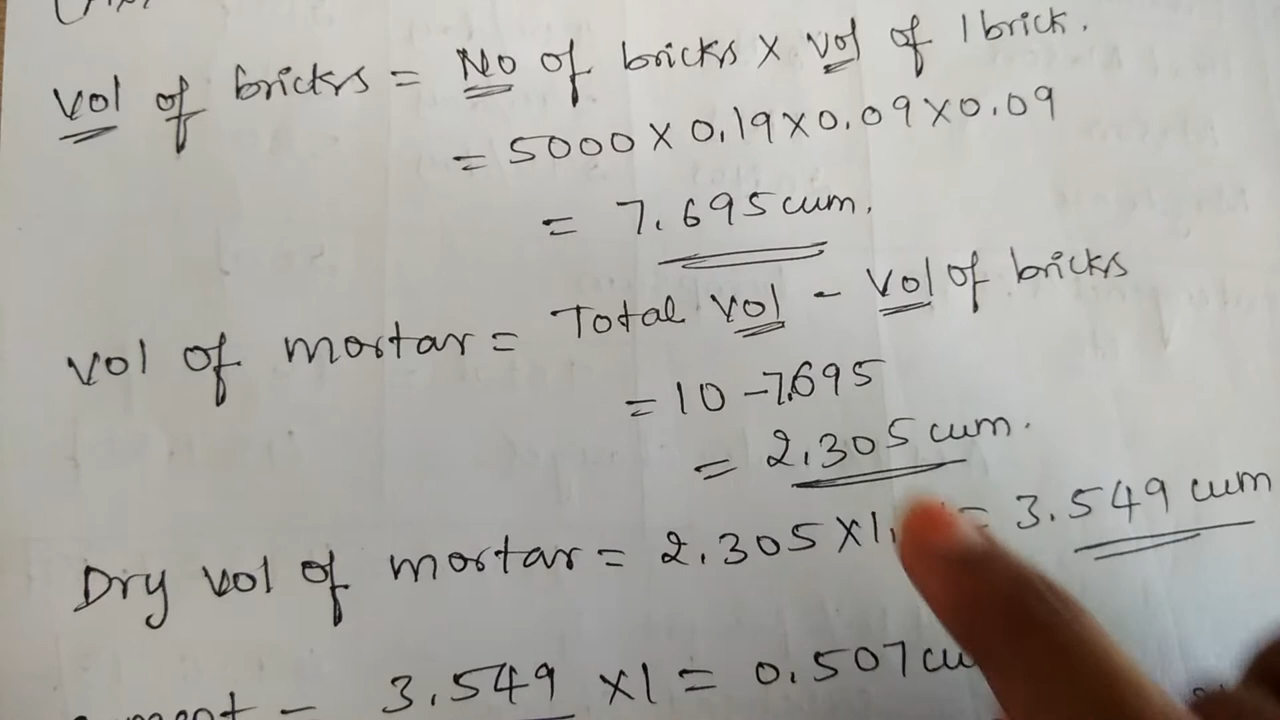 Vol of bricks = No of bricks × Vol of 1 brick.
= 5000 × 0.19 × 0.09 × 0.09
= 7.695 cum.
Vol of mortar = Total vol - Vol of bricks
= 10 - 7.695
= 2.305 cum.
Dry vol of mortar = 2.305 × 1. = 3.549 cum
3.549 × 1 = 0.507 cu